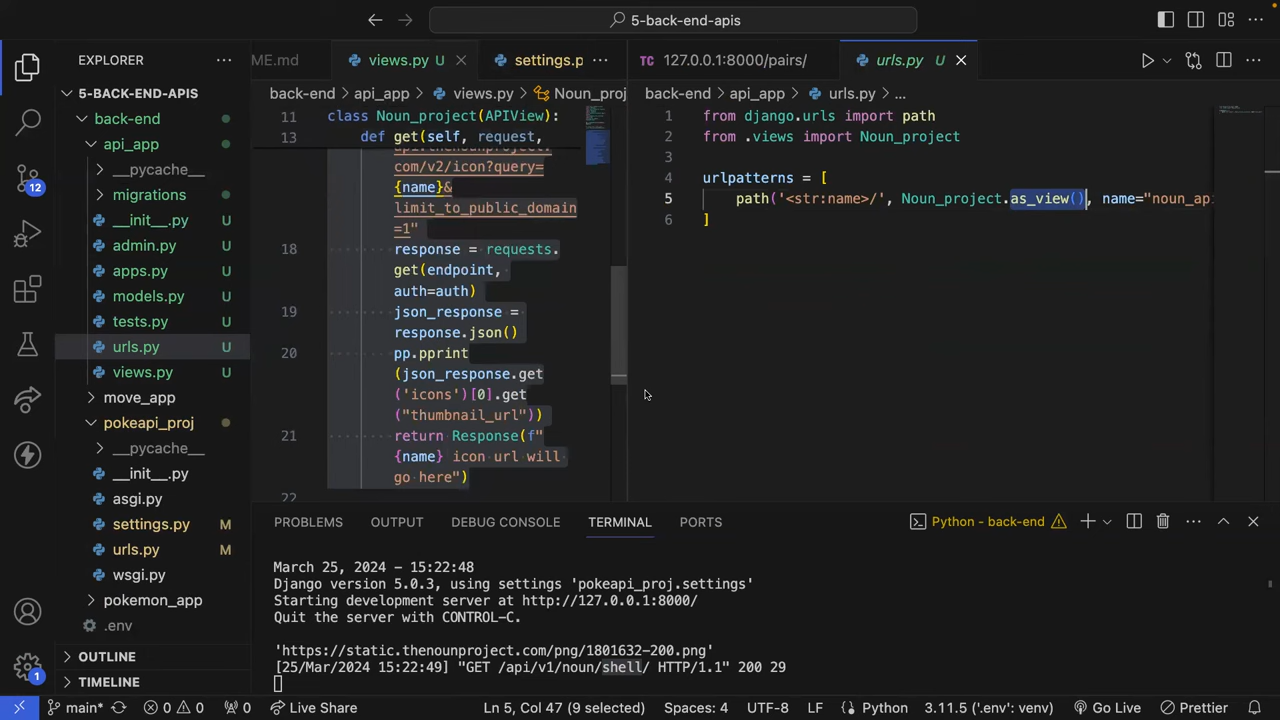 5-back-end-apis
EXPLORER
5-BACK-END-APIS
back-end
api_app
__pycache__
migrations
__init__.py U
admin.py U
apps.py U
models.py U
tests.py U
urls.py U
views.py U
move_app
pokeapi_proj
__pycache__
__init__.py
asgi.py
settings.py M
urls.py M
wsgi.py
pokemon_app
.env
OUTLINE
TIMELINE
12
1
ME.md
views.py U
settings.p
back-end api_app views.py Noun_proj
11 class Noun_project(APIView):
13 def get(self, request,
api.thenounproject.
com/v2/icon?query=
{name}&
limit_to_public_domain
=1"
18 response = requests.
get(endpoint,
auth=auth)
19 json_response =
response.json()
20 pp.pprint
(json_response.get
('icons')[0].get
("thumbnail_url"))
21 return Response(f"
{name} icon url will
go here")
22
127.0.0.1:8000/pairs/
urls.py U
back-end api_app urls.py ...
1 from django.urls import path
2 from .views import Noun_project
3
4 urlpatterns = [
5 path('<str:name>/', Noun_project.as_view(), name="noun_ap
6 ]
PROBLEMS OUTPUT DEBUG CONSOLE TERMINAL PORTS
Python - back-end
March 25, 2024 - 15:22:48
Django version 5.0.3, using settings 'pokeapi_proj.settings'
Starting development server at http://127.0.0.1:8000/
Quit the server with CONTROL-C.
'https://static.thenounproject.com/png/1801632-200.png'
[25/Mar/2024 15:22:49] "GET /api/v1/noun/shell/ HTTP/1.1" 200 29
main* 0 0 0 Live Share Ln 5, Col 47 (9 selected) Spaces: 4 UTF-8 LF Python 3.11.5 ('.env': venv) Go Live Prettier